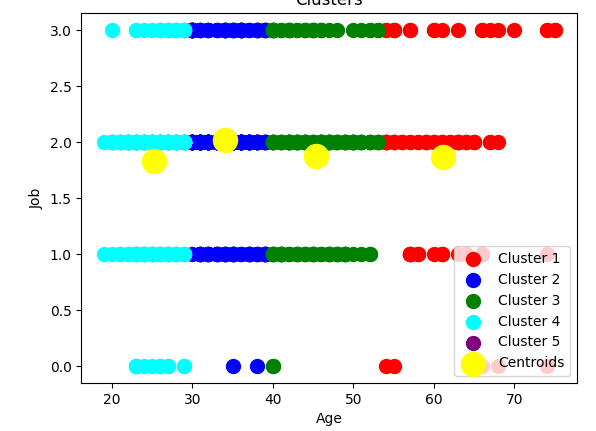 Clusters
3.0
2.5
2.0
1.5
1.0
0.5
0.0
Job
20 30 40 50 60 70
Age
Cluster 1
Cluster 2
Cluster 3
Cluster 4
Cluster 5
Centroids